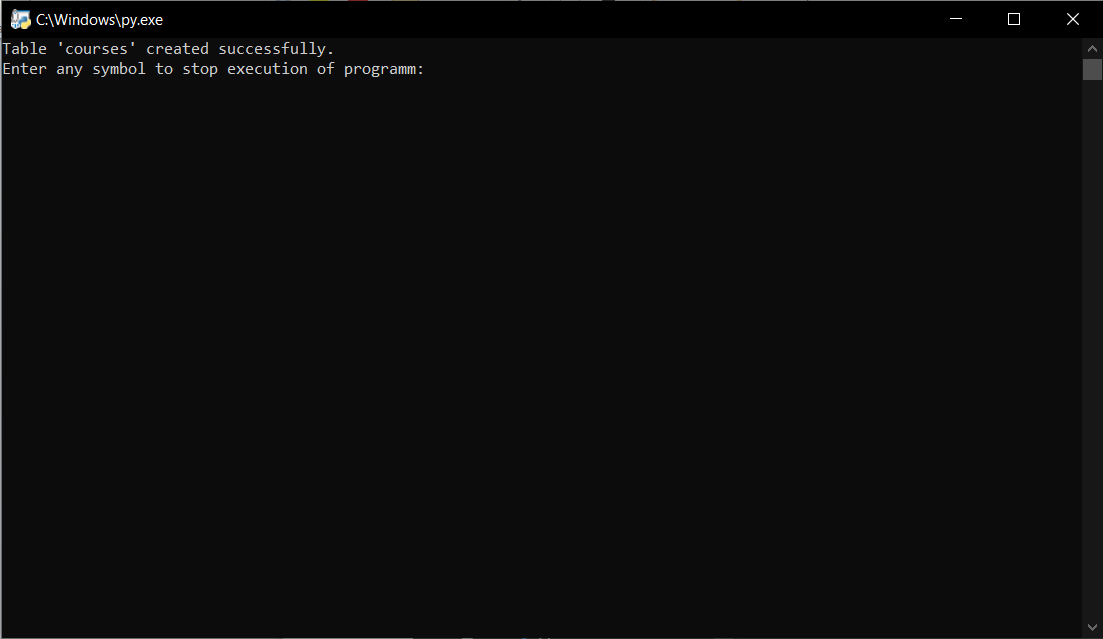 C:\Windows\py.exe
Table 'courses' created successfully.
Enter any symbol to stop execution of programm: